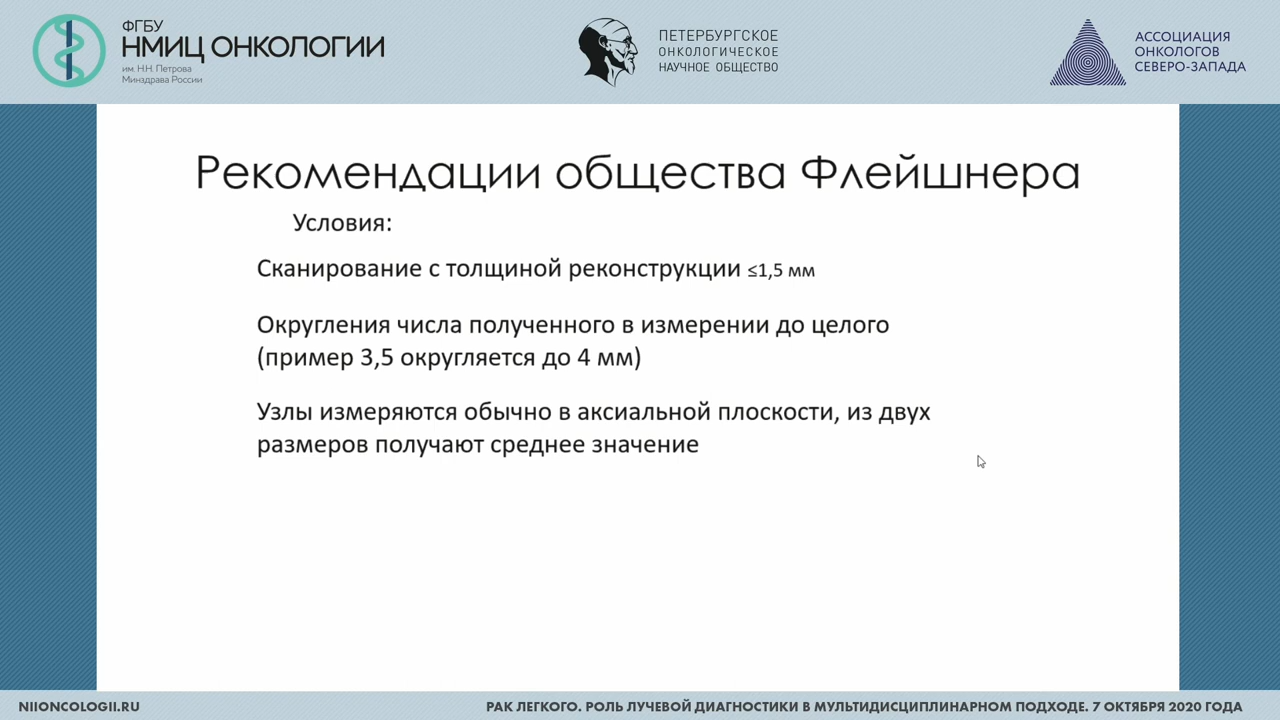 ФГБУ
НМИЦ ОНКОЛОГИИ
им. Н.Н. Петрова
Минздрава России
ПЕТЕРБУРГСКОЕ
ОНКОЛОГИЧЕСКОЕ
НАУЧНОЕ ОБЩЕСТВО
АССОЦИАЦИЯ
ОНКОЛОГОВ
СЕВЕРО-ЗАПАДА
Рекомендации общества Флейшнера
Условия:
Сканирование с толщиной реконструкции ≤1,5 мм
Округления числа полученного в измерении до целого
(пример 3,5 округляется до 4 мм)
Узлы измеряются обычно в аксиальной плоскости, из двух
размеров получают среднее значение
NIIONCOLOGII.RU
РАК ЛЕГКОГО. РОЛЬ ЛУЧЕВОЙ ДИАГНОСТИКИ В МУЛЬТИДИСЦИПЛИНАРНОМ ПОДХОДЕ. 7 ОКТЯБРЯ 2020 ГОДА